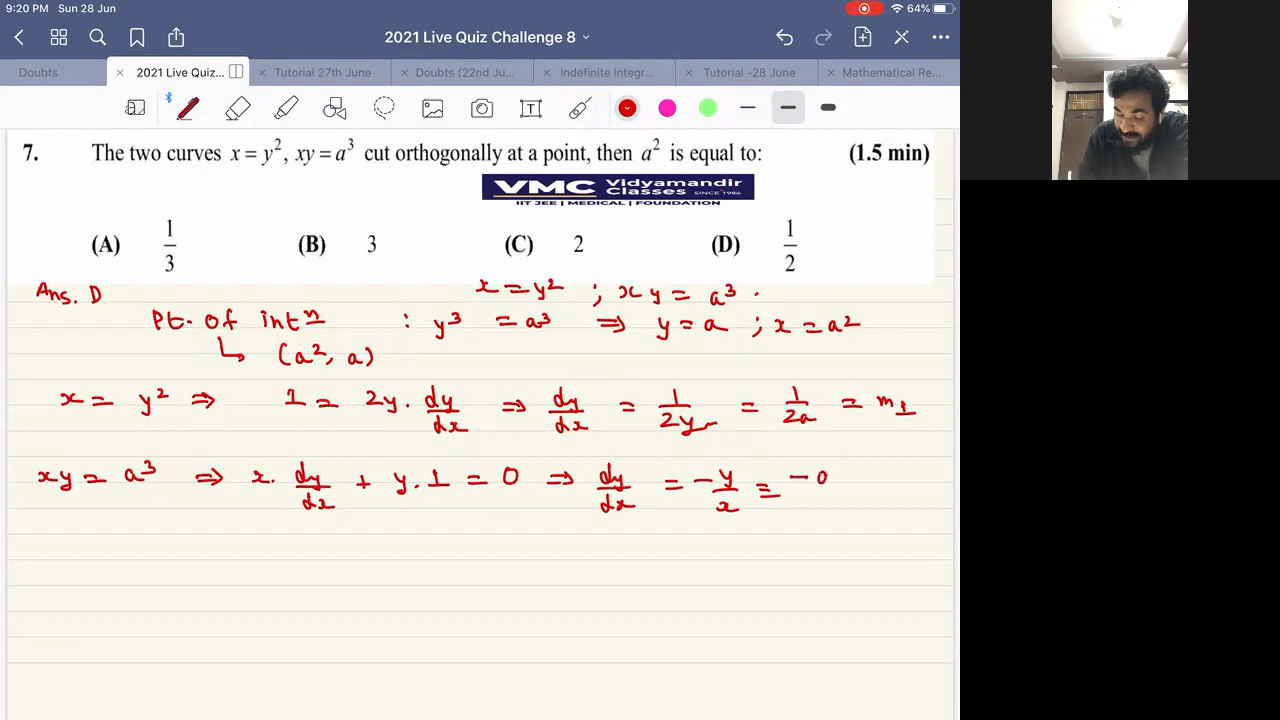 9:20 PM Sun 28 Jun 64%
2021 Live Quiz Challenge 8
Doubts × 2021 Live Quiz... × Tutorial 27th June × Doubts (22nd Ju... × Indefinite Integr... × Tutorial -28 June × Mathematical Re...
7. The two curves x = y², xy = a³ cut orthogonally at a point, then a² is equal to: (1.5 min)
VMC Vidyamandir Classes SINCE 1986
IIT JEE | MEDICAL | FOUNDATION
(A) 1/3 (B) 3 (C) 2 (D) 1/2
Ans. D x = y² ; xy = a³.
Pt. of intn : y³ = a³ ⇒ y = a ; x = a²
↳ (a², a)
x = y² ⇒ 1 = 2y. dy/dx ⇒ dy/dx = 1/2y = 1/2a = m1
xy = a³ ⇒ x. dy/dx + y.1 = 0 ⇒ dy/dx = -y/x = -a